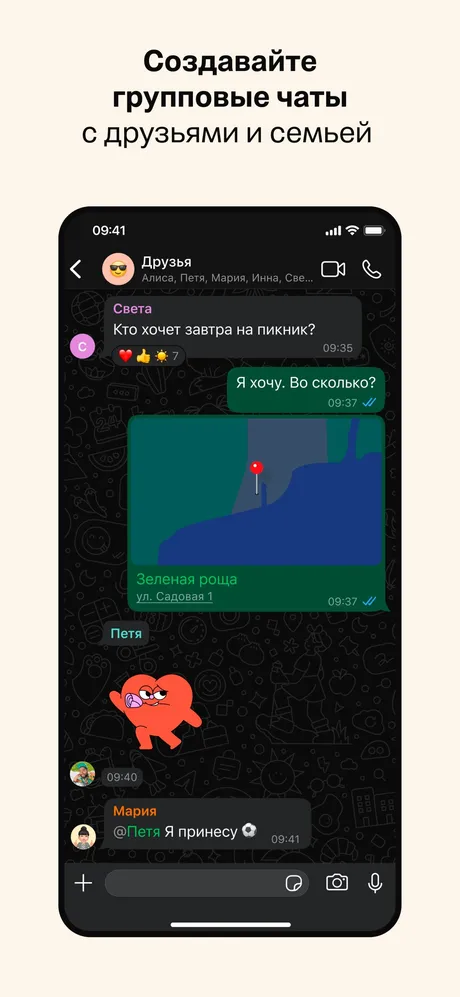 Создавайте
групповые чаты
с друзьями и семьей
09:41
Друзья
Алиса, Петя, Мария, Инна, Све...
Света
Кто хочет завтра на пикник?
09:35
❤️👍☀️ 7
С
Я хочу. Во сколько?
09:37
Зеленая роща
ул. Садовая 1
09:37
Петя
09:40
Мария
@Петя Я принесу ⚽
09:41